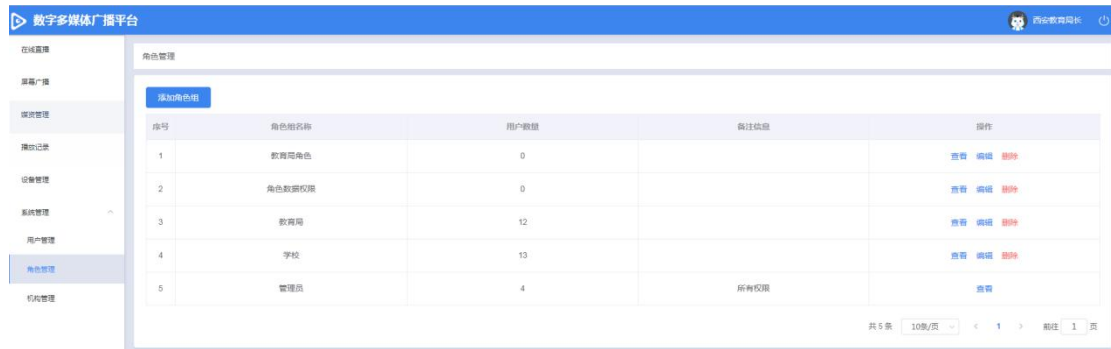 数字多媒体广播平台
西安教育局长
在线直播
屏幕广播
媒资管理
播放记录
设备管理
系统管理
用户管理
角色管理
机构管理
角色管理
添加角色组
序号 角色组名称 用户数量 备注信息 操作
1 教育局角色 0 查看 编辑 删除
2 角色数据权限 0 查看 编辑 删除
3 教育局 12 查看 编辑 删除
4 学校 13 查看 编辑 删除
5 管理员 4 所有权限 查看
共 5 条 10条/页 1 前往 1 页